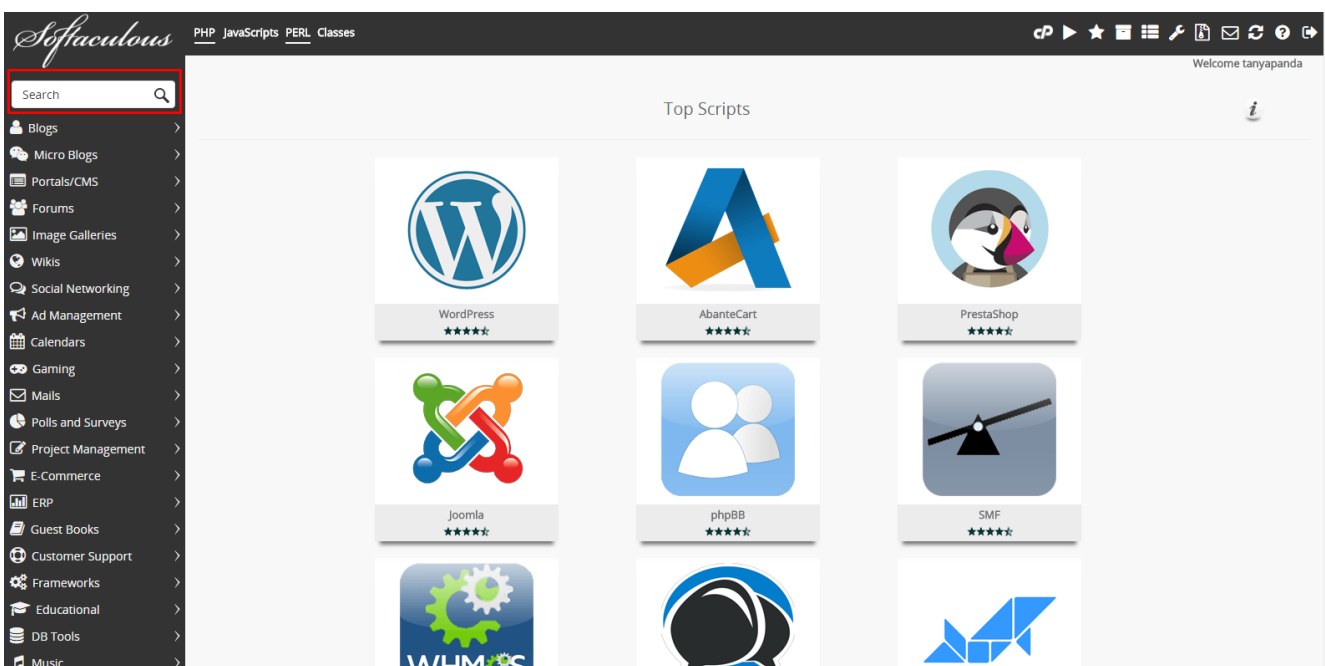 Softaculous
PHP JavaScripts PERL Classes
Welcome tanyapanda
Search
Top Scripts
Blogs
Micro Blogs
Portals/CMS
Forums
Image Galleries
Wikis
Social Networking
Ad Management
Calendars
Gaming
Mails
Polls and Surveys
Project Management
E-Commerce
ERP
Guest Books
Customer Support
Frameworks
Educational
DB Tools
Music
WordPress
AbanteCart
PrestaShop
Joomla
phpBB
SMF
WHMCS